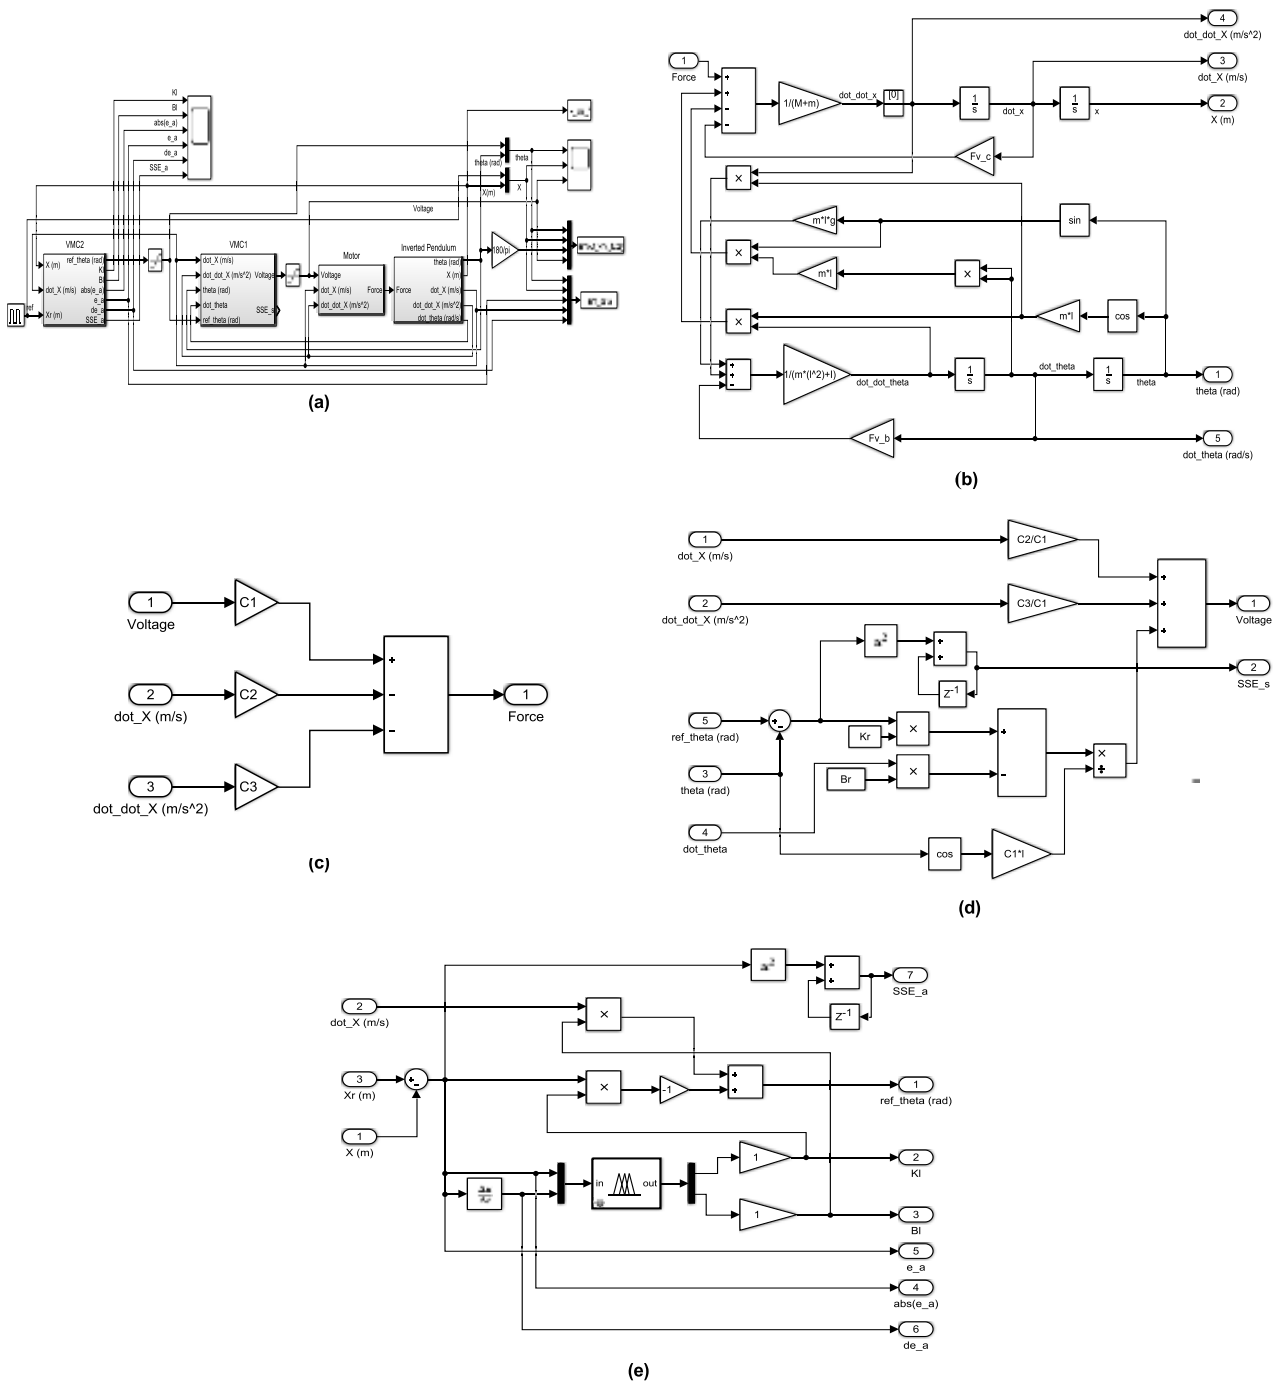 KI
BI
abs(e_a)
e_a
de_a
SSE_a
theta (rad)
theta
X(m)
X
Voltage
VMC2
X (m)
dot_X (m/s)
Xr (m)
ref_theta (rad)
KI
BI
abs(e_a)
e_a
de_a
SSE_a
ref
VMC1
dot_X (m/s)
dot_dot_X (m/s^2)
theta (rad)
dot_theta
ref_theta (rad)
Voltage
SSE_s
Motor
Voltage
dot_X (m/s)
dot_dot_X (m/s^2)
Force
Inverted Pendulum
Force
theta (rad)
X (m)
dot_X (m/s)
dot_dot_X (m/s^2)
dot_theta (rad/s)
180/pi
(a)
1
Force
+
+
−
−
1/(M+m)
dot_dot_x
[0]
1
s
dot_x
1
s
x
4
dot_dot_X (m/s^2)
3
dot_X (m/s)
2
X (m)
Fv_c
×
m*l*g
sin
×
m*l
×
×
m*l
cos
+
+
−
1/(m*(l^2)+I)
dot_dot_theta
1
s
dot_theta
1
s
theta
1
theta (rad)
Fv_b
5
dot_theta (rad/s)
(b)
1
Voltage
C1
2
dot_X (m/s)
C2
3
dot_dot_X (m/s^2)
C3
+
−
−
1
Force
(c)
1
dot_X (m/s)
C2/C1
2
dot_dot_X (m/s^2)
C3/C1
+
+
+
1
Voltage
+
+
Z-1
2
SSE_s
5
ref_theta (rad)
+
−
Kr
×
3
theta (rad)
Br
×
+
−
×
÷
4
dot_theta
cos
C1*l
(d)
+
+
Z-1
7
SSE_a
2
dot_X (m/s)
×
3
Xr (m)
+
−
×
-1
+
+
1
ref_theta (rad)
1
X (m)
in
out
1
2
KI
1
3
BI
5
e_a
4
abs(e_a)
6
de_a
(e)